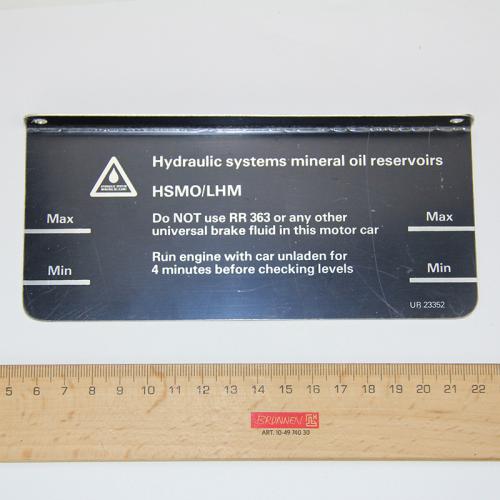 Hydraulic systems mineral oil reservoirs
HSMO/LHM
Max
Do NOT use RR 363 or any other
universal brake fluid in this motor car
Max
Min
Run engine with car unladen for
4 minutes before checking levels
Min
UR 23352
5 6 7 8 9 10 11 12 13 14 15 16 17 18 19 20 21 22
BRUNNEN
ART. 10-49 740 30